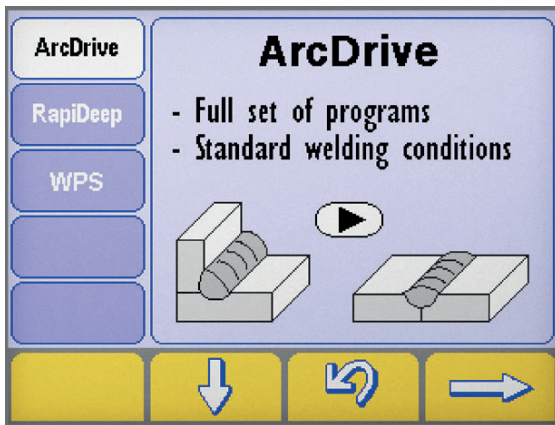 ArcDrive
RapiDeep
WPS
ArcDrive
- Full set of programs
- Standard welding conditions